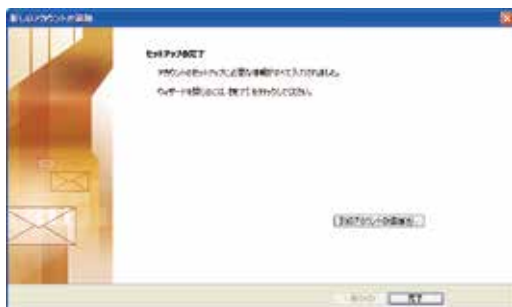 新しいアカウントの追加
セットアップの完了
アカウントのセットアップに必要な情報がすべて入力されました。
ウィザードを閉じるには、[完了] をクリックしてください。
別のアカウントの追加
< 戻る
完了